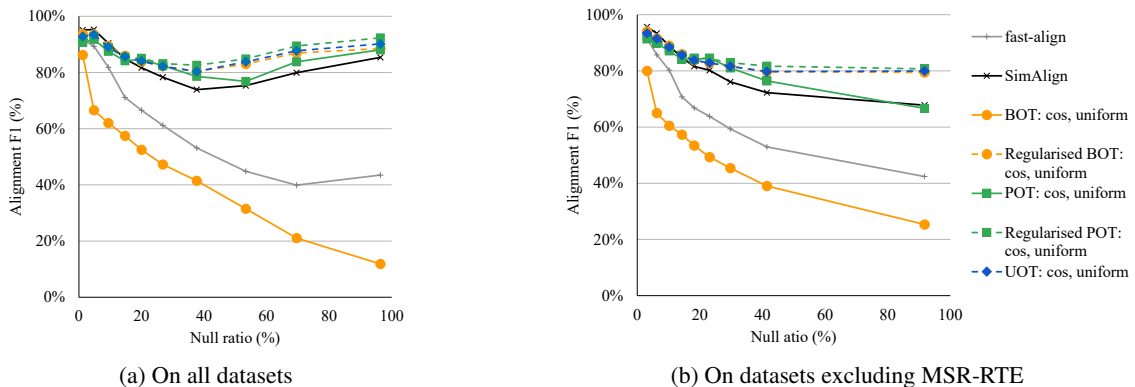 100%
80%
60%
40%
20%
0%
Alignment F1 (%)
0
20
40
60
80
100
Null ratio (%)
(a) On all datasets
100%
80%
60%
40%
20%
0%
Alignment F1 (%)
0
20
40
60
80
100
Null atio (%)
(b) On datasets excluding MSR-RTE
fast-align
SimAlign
BOT: cos, uniform
Regularised BOT:
cos, uniform
POT: cos, uniform
Regularised POT:
cos, uniform
UOT: cos, uniform